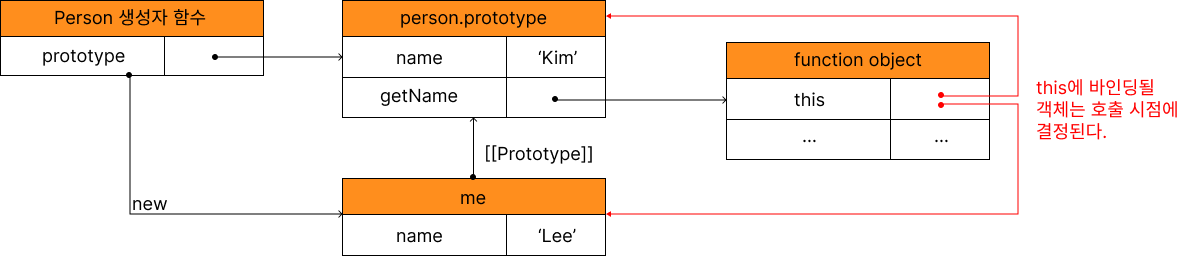 Person 생성자 함수
prototype
person.prototype
name
‘Kim’
getName
function object
this
...
...
this에 바인딩될
객체는 호출 시점에
결정된다.
[[Prototype]]
new
me
name
‘Lee’